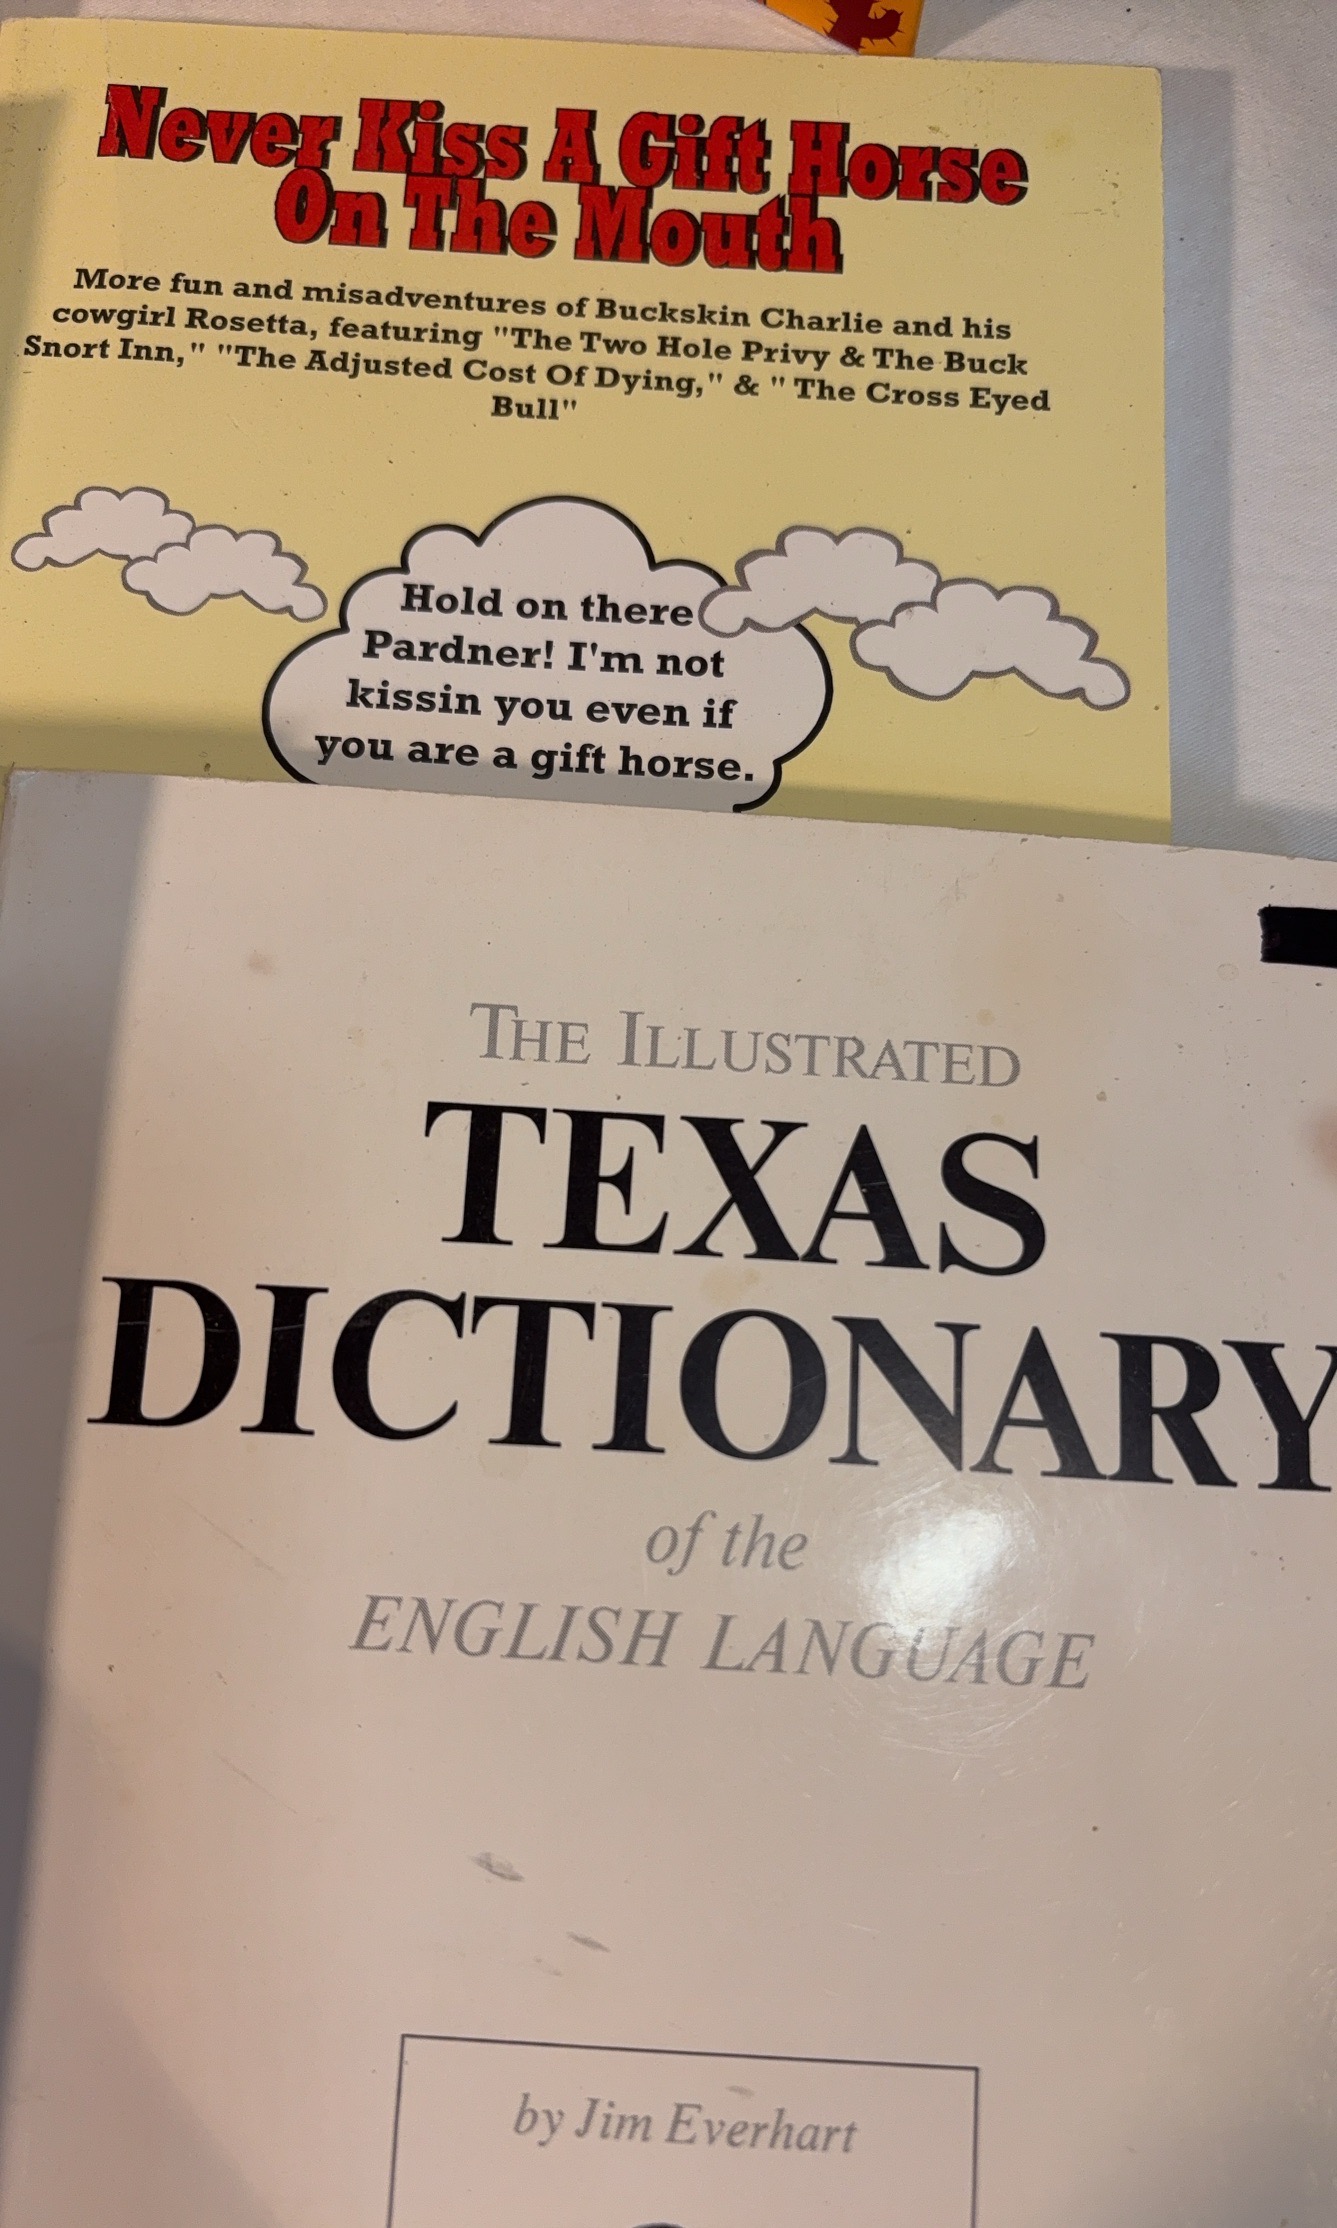 Never Kiss A Gift Horse
On The Mouth
More fun and misadventures of Buckskin Charlie and his
cowgirl Rosetta, featuring "The Two Hole Privy & The Buck
Snort Inn," "The Adjusted Cost Of Dying," & " The Cross Eyed
Bull"
Hold on there
Pardner! I'm not
kissin you even if
you are a gift horse.
THE ILLUSTRATED
TEXAS
DICTIONARY
of the
ENGLISH LANGUAGE
by Jim Everhart